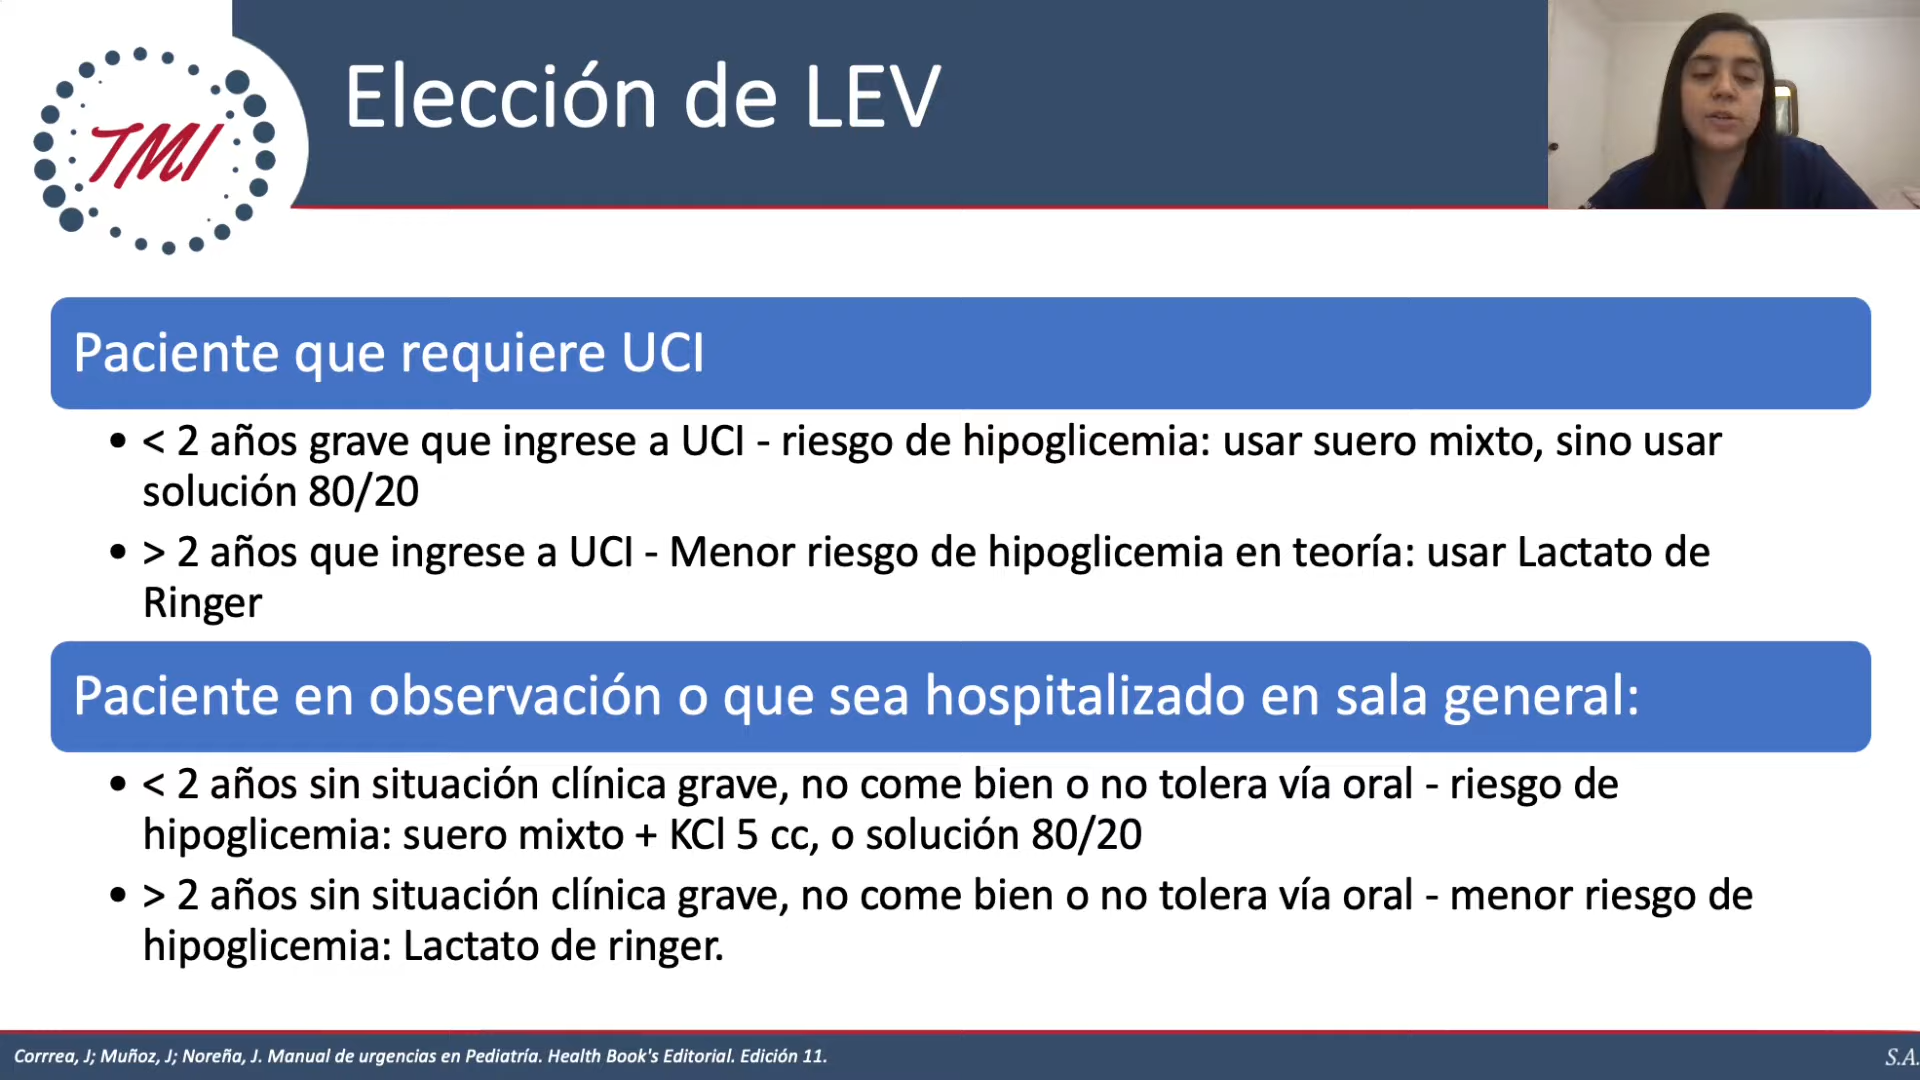 TMI
Elección de LEV
Paciente que requiere UCI
• < 2 años grave que ingrese a UCI - riesgo de hipoglicemia: usar suero mixto, sino usar
solución 80/20
• > 2 años que ingrese a UCI - Menor riesgo de hipoglicemia en teoría: usar Lactato de
Ringer
Paciente en observación o que sea hospitalizado en sala general:
• < 2 años sin situación clínica grave, no come bien o no tolera vía oral - riesgo de
hipoglicemia: suero mixto + KCl 5 cc, o solución 80/20
• > 2 años sin situación clínica grave, no come bien o no tolera vía oral - menor riesgo de
hipoglicemia: Lactato de ringer.
Corrrea, J; Muñoz, J; Noreña, J. Manual de urgencias en Pediatría. Health Book's Editorial. Edición 11.
S.A.